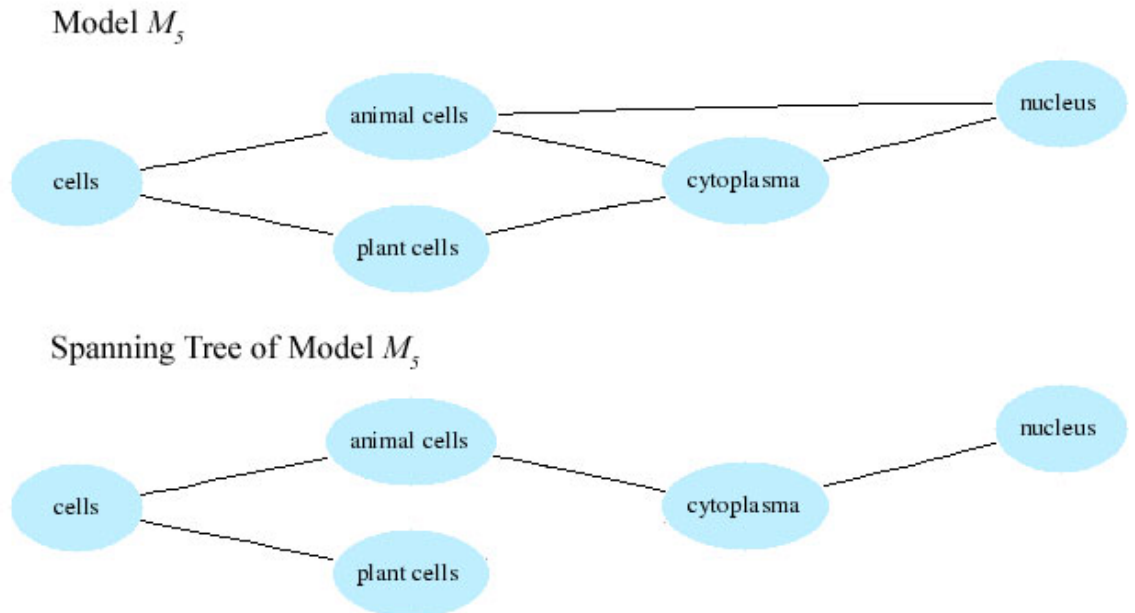 Model M5
animal cells
nucleus
cells
cytoplasma
plant cells
Spanning Tree of Model M5
animal cells
nucleus
cells
cytoplasma
plant cells